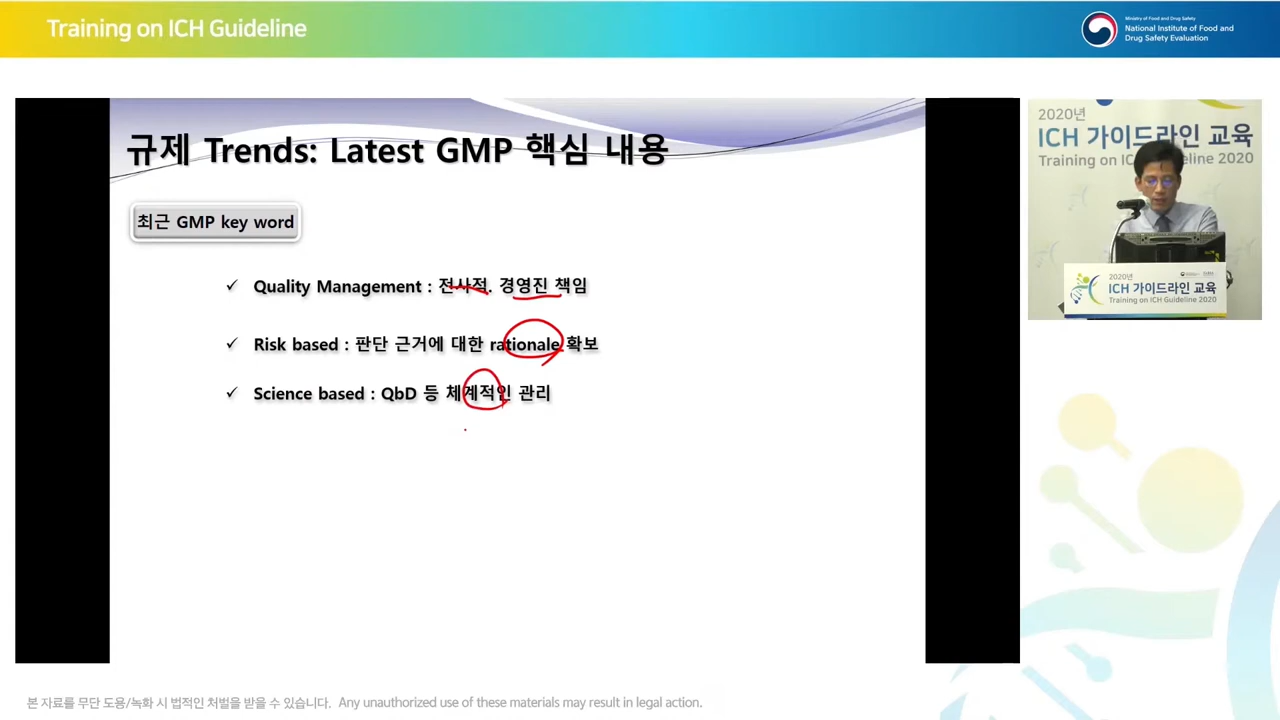 Training on ICH Guideline
Ministry of Food and Drug Safety
National Institute of Food and
Drug Safety Evaluation
규제 Trends: Latest GMP 핵심 내용
최근 GMP key word
✓ Quality Management : 전사적. 경영진 책임
✓ Risk based : 판단 근거에 대한 rationale 확보
✓ Science based : QbD 등 체계적인 관리
2020년
ICH 가이드라인 교육
Training on ICH Guideline 2020
2020년
ICH 가이드라인 교육
Training on ICH Guideline 2020
본 자료를 무단 도용/녹화 시 법적인 처벌을 받을 수 있습니다. Any unauthorized use of these materials may result in legal action.